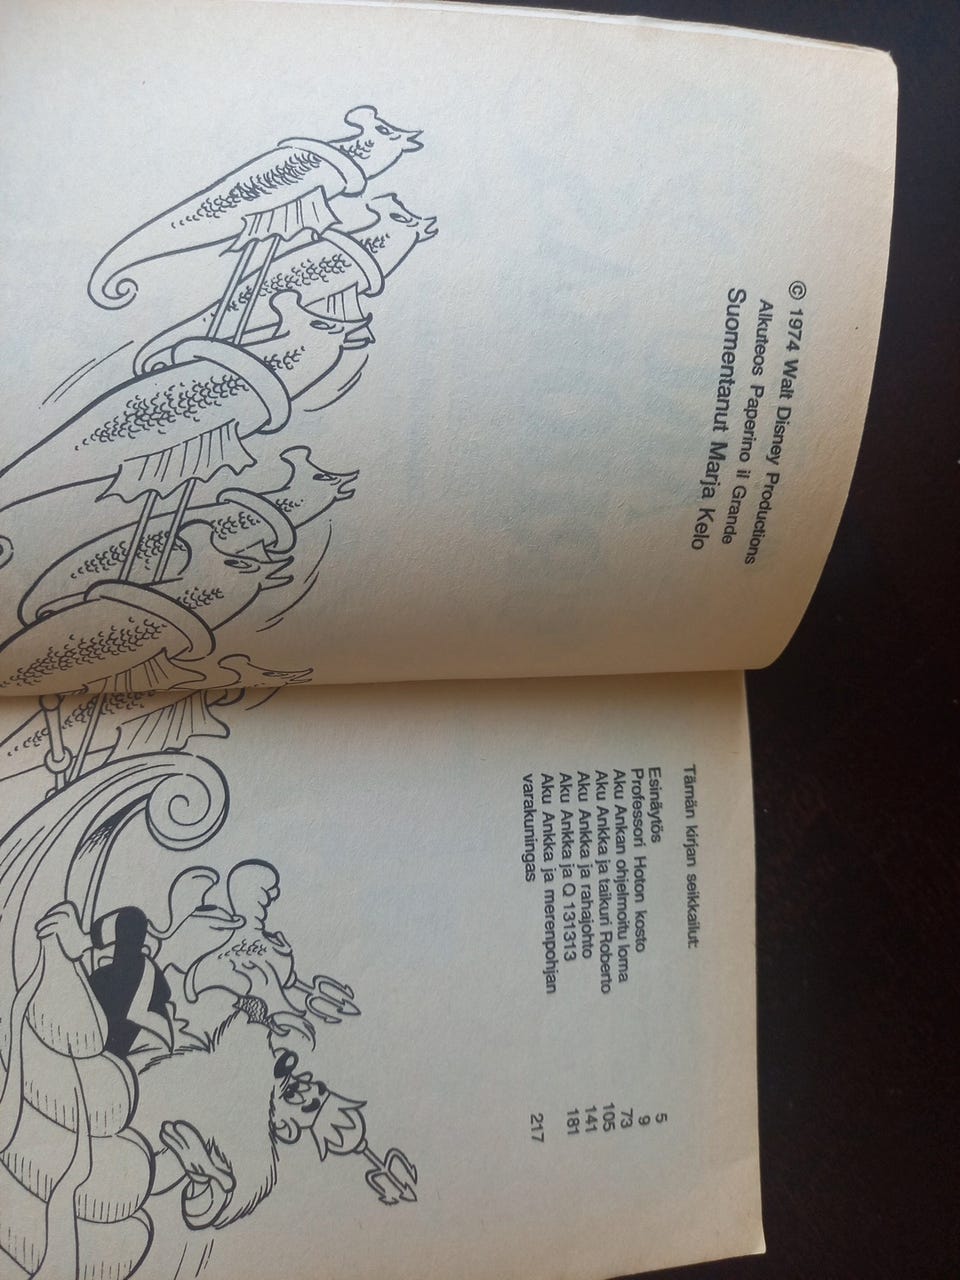 © 1974 Walt Disney Productions
Alkuteos Paperino il Grande
Suomentanut Marja Kelo
Tämän kirjan seikkailut:
Esinäytös 5
Professori Hoton kosto 9
Aku Ankan ohjelmoitu loma 73
Aku Ankka ja taikuri Roberto 105
Aku Ankka ja rahajohto 141
Aku Ankka ja Q 131313 181
Aku Ankka ja merenpohjan
varakuningas 217